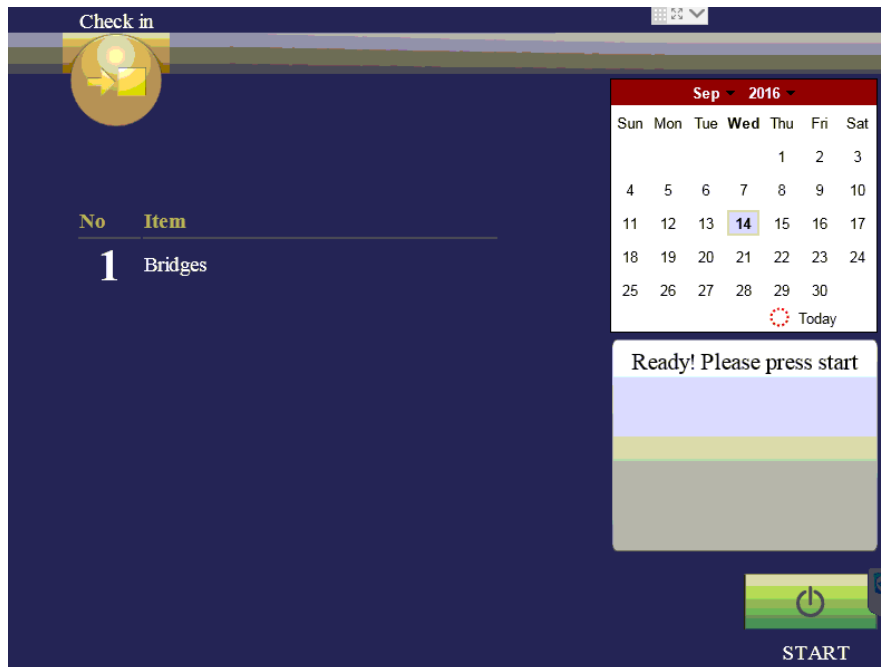 Check in
Sep 2016
Sun Mon Tue Wed Thu Fri Sat
1 2 3
4 5 6 7 8 9 10
11 12 13 14 15 16 17
18 19 20 21 22 23 24
25 26 27 28 29 30
Today
No Item
1 Bridges
Ready! Please press start
START